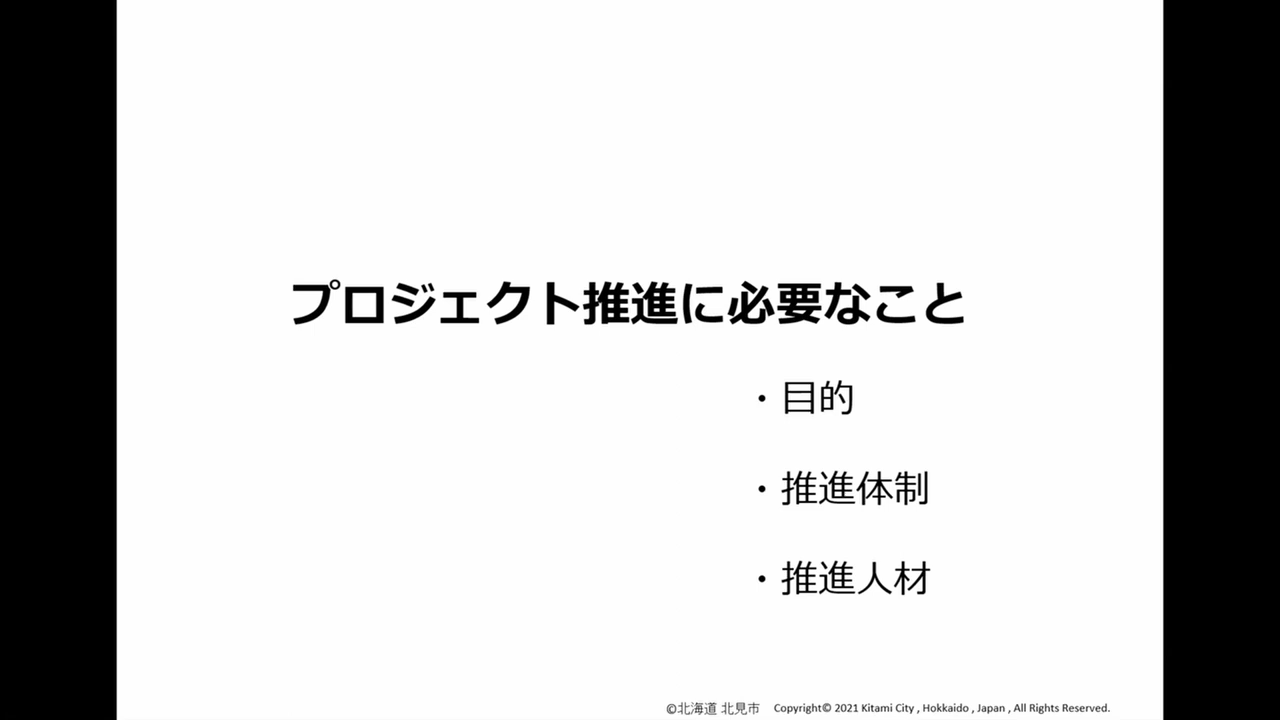 プロジェクト推進に必要なこと
・目的
・推進体制
・推進人材
©北海道 北見市 Copyright© 2021 Kitami City , Hokkaido , Japan , All Rights Reserved.